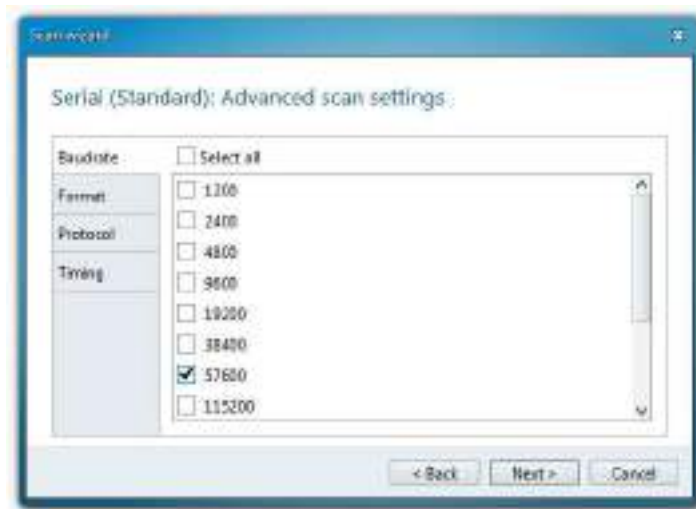 Scan wizard
Serial (Standard): Advanced scan settings
Baudrate
Select all
Format
Protocol
Timing
1200
2400
4800
9600
19200
38400
57600
115200
< Back
Next >
Cancel